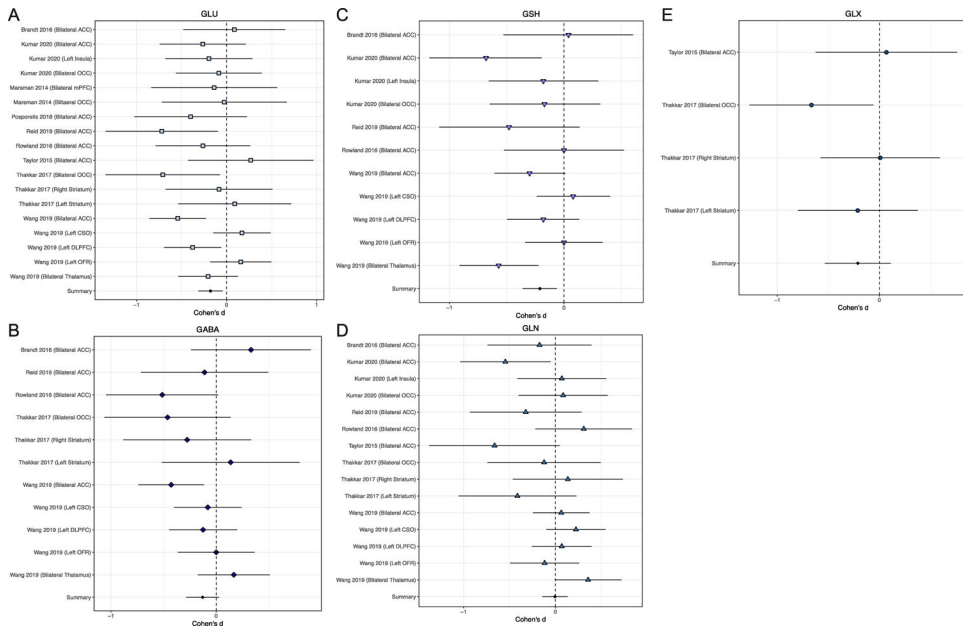 A
GLU
Brandt 2016 (Bilateral ACC)
Kumar 2020 (Bilateral ACC)
Kumar 2020 (Left Insula)
Kumar 2020 (Bilateral OCC)
Marsman 2014 (Bilateral mPFC)
Marsman 2014 (Biltaeral OCC)
Posporelis 2018 (Bilateral ACC)
Reid 2019 (Bilateral ACC)
Rowland 2016 (Bilateral ACC)
Taylor 2015 (Bilateral ACC)
Thakkar 2017 (Bilateral OCC)
Thakkar 2017 (Right Striatum)
Thakkar 2017 (Left Striatum)
Wang 2019 (Bilateral ACC)
Wang 2019 (Left CSO)
Wang 2019 (Left DLPFC)
Wang 2019 (Left OFR)
Wang 2019 (Bilateral Thalamus)
Summary
−1 0 1
Cohen's d
B
GABA
Brandt 2016 (Bilateral ACC)
Reid 2019 (Bilateral ACC)
Rowland 2016 (Bilateral ACC)
Thakkar 2017 (Bilateral OCC)
Thakkar 2017 (Right Striatum)
Thakkar 2017 (Left Striatum)
Wang 2019 (Bilateral ACC)
Wang 2019 (Left CSO)
Wang 2019 (Left DLPFC)
Wang 2019 (Left OFR)
Wang 2019 (Bilateral Thalamus)
Summary
−1 0
Cohen's d
C
GSH
Brandt 2016 (Bilateral ACC)
Kumar 2020 (Bilateral ACC)
Kumar 2020 (Left Insula)
Kumar 2020 (Bilateral OCC)
Reid 2019 (Bilateral ACC)
Rowland 2016 (Bilateral ACC)
Wang 2019 (Bilateral ACC)
Wang 2019 (Left CSO)
Wang 2019 (Left DLPFC)
Wang 2019 (Left OFR)
Wang 2019 (Bilateral Thalamus)
Summary
−1 0
Cohen's d
D
GLN
Brandt 2016 (Bilateral ACC)
Kumar 2020 (Bilateral ACC)
Kumar 2020 (Left Insula)
Kumar 2020 (Bilateral OCC)
Reid 2019 (Bilateral ACC)
Rowland 2016 (Bilateral ACC)
Taylor 2015 (Bilateral ACC)
Thakkar 2017 (Bilateral OCC)
Thakkar 2017 (Right Striatum)
Thakkar 2017 (Left Striatum)
Wang 2019 (Bilateral ACC)
Wang 2019 (Left CSO)
Wang 2019 (Left DLPFC)
Wang 2019 (Left OFR)
Wang 2019 (Bilateral Thalamus)
Summary
−1 0
Cohen's d
E
GLX
Taylor 2015 (Bilateral ACC)
Thakkar 2017 (Bilateral OCC)
Thakkar 2017 (Right Striatum)
Thakkar 2017 (Left Striatum)
Summary
−1 0
Cohen's d